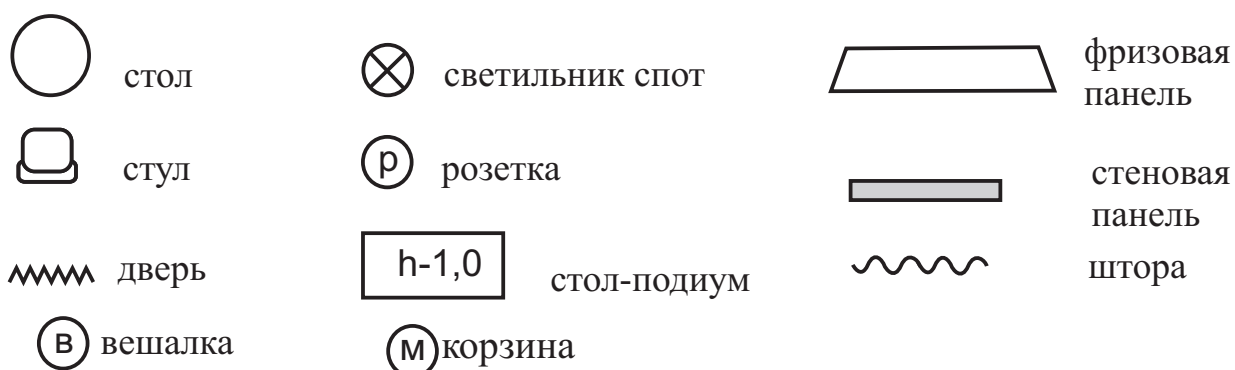 стол
светильник спот
фризовая
панель
стул
р розетка
стеновая
панель
дверь
h-1,0
стол-подиум
штора
в вешалка
м корзина